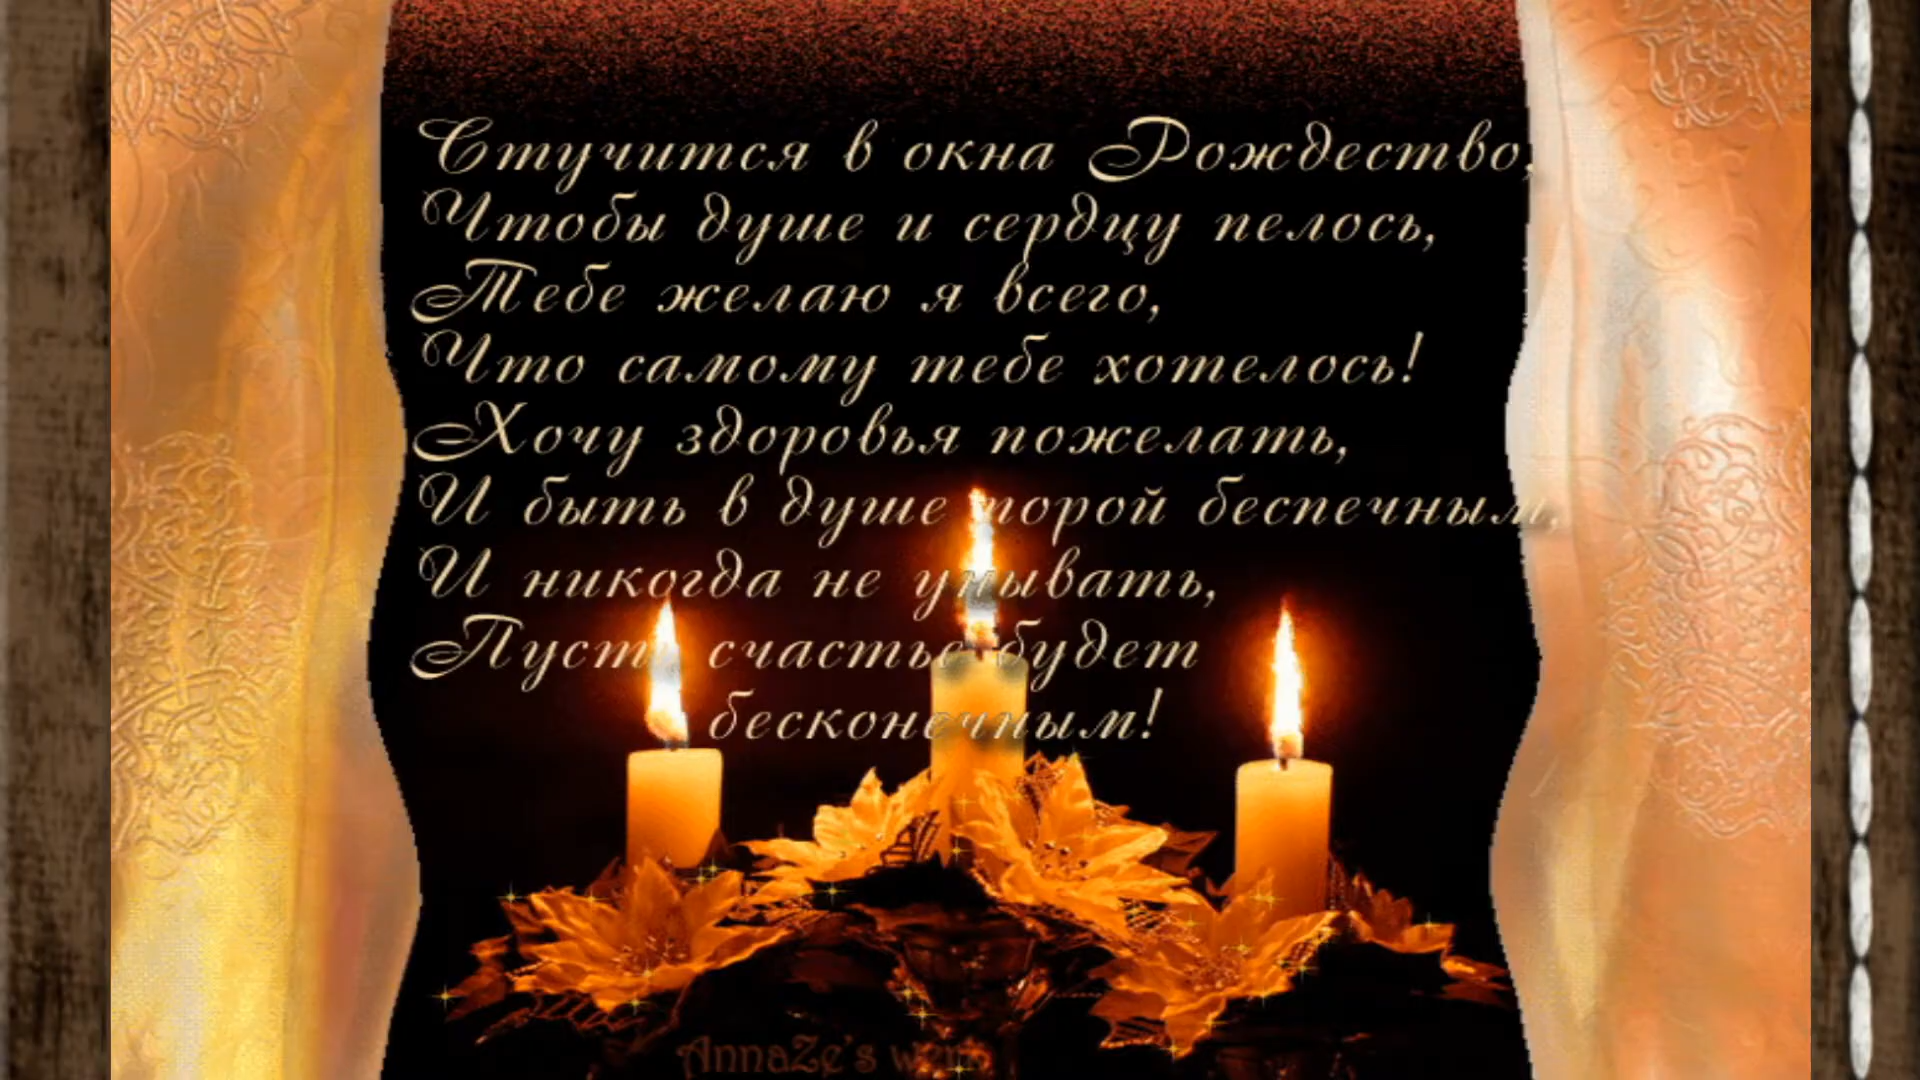 Стучится в окна Рождество,
Чтобы душе и сердцу пелось,
Тебе желаю я всего,
Что самому тебе хотелось!
Хочу здоровья пожелать,
И быть в душе порой беспечным,
И никогда не унывать,
Пусть счастье будет
бесконечным!
AnnaZe's